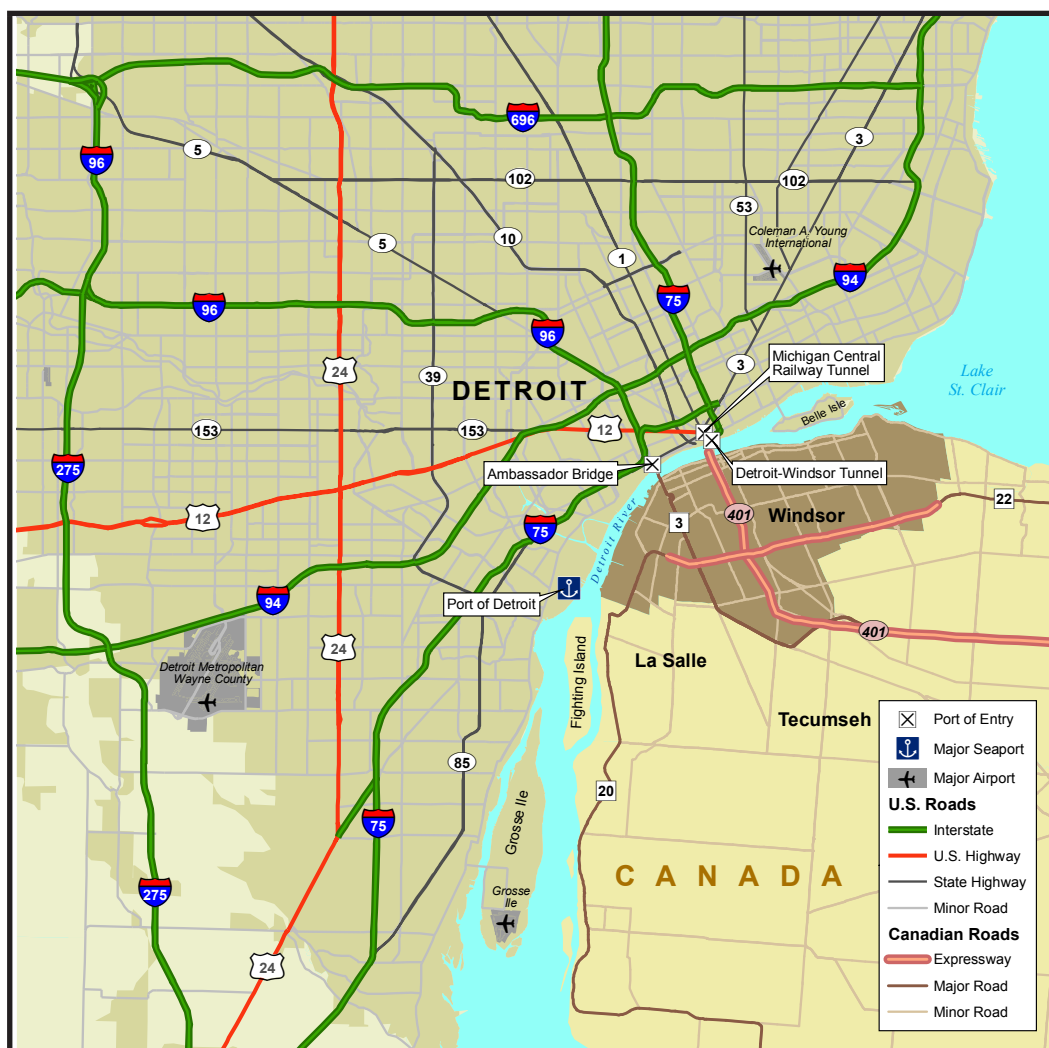 696
3
96
5
102
102
53
5
10
Coleman A. Young
International
1
94
75
96
96
Michigan Central
Railway Tunnel
3
Lake
St. Clair
24
39
DETROIT
Belle Isle
153
153
12
275
Ambassador Bridge
Detroit-Windsor Tunnel
22
12
75
Detroit River
3
401
Windsor
94
Port of Detroit
401
24
Detroit Metropolitan
Wayne County
La Salle
Fighting Island
Tecumseh
85
20
75
Grosse Ile
CANADA
275
Grosse
Ile
24
Port of Entry
Major Seaport
Major Airport
U.S. Roads
Interstate
U.S. Highway
State Highway
Minor Road
Canadian Roads
Expressway
Major Road
Minor Road